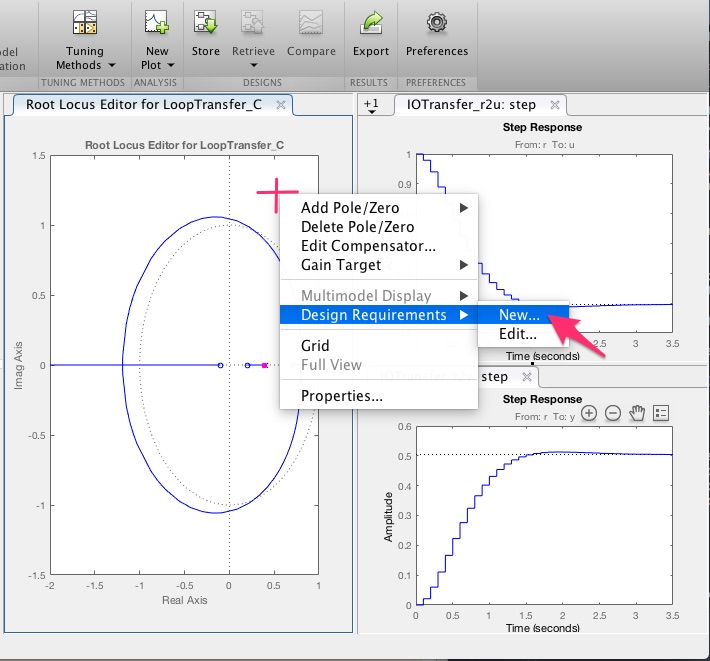 odel
ation
Tuning
Methods
New
Plot
Store
Retrieve
Compare
Export
Preferences
TUNING METHODS
ANALYSIS
DESIGNS
RESULTS
PREFERENCES
Root Locus Editor for LoopTransfer_C
+1
IOTransfer_r2u: step
Root Locus Editor for LoopTransfer_C
1.5
1
0.5
0
-0.5
-1
-1.5
-2
-1.5
-1
-0.5
0
0.5
1
Imag Axis
Real Axis
Add Pole/Zero
Delete Pole/Zero
Edit Compensator...
Gain Target
Multimodel Display
Design Requirements
Grid
Full View
Properties...
New...
Edit...
Step Response
From: r To: u
1
0.9
2.5
3
3.5
Time (seconds)
step
Step Response
From: r To: y
0.6
0.5
0.4
0.3
0.2
0.1
0
0
0.5
1
1.5
2
2.5
3
3.5
Amplitude
Time (seconds)